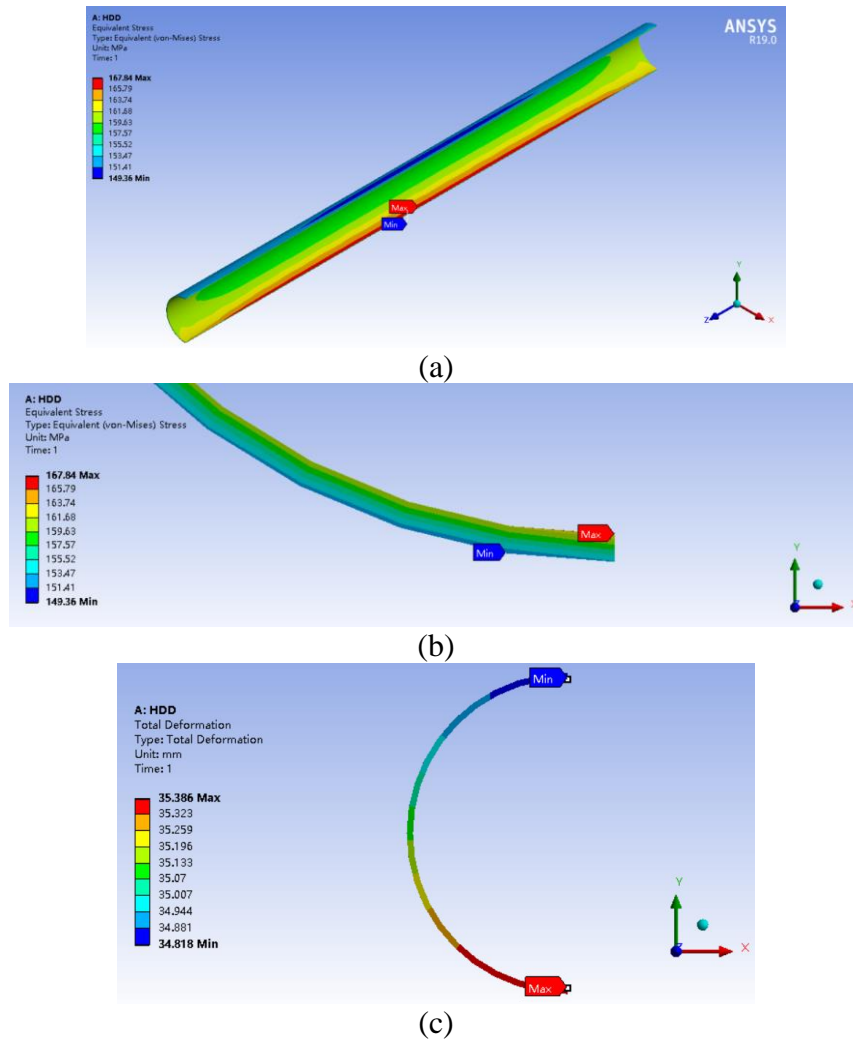 A: HDD
Equivalent Stress
Type: Equivalent (von-Mises) Stress
Unit: MPa
Time: 1
167.84 Max
165.79
163.74
161.68
159.63
157.57
155.52
153.47
151.41
149.36 Min
ANSYS
R19.0
Max
Min
Y
Z
X
(a)
A: HDD
Equivalent Stress
Type: Equivalent (von-Mises) Stress
Unit: MPa
Time: 1
167.84 Max
165.79
163.74
161.68
159.63
157.57
155.52
153.47
151.41
149.36 Min
Min
Max
Y
Z
X
(b)
A: HDD
Total Deformation
Type: Total Deformation
Unit: mm
Time: 1
35.386 Max
35.323
35.259
35.196
35.133
35.07
35.007
34.944
34.881
34.818 Min
Min
Max
Y
Z
X
(c)